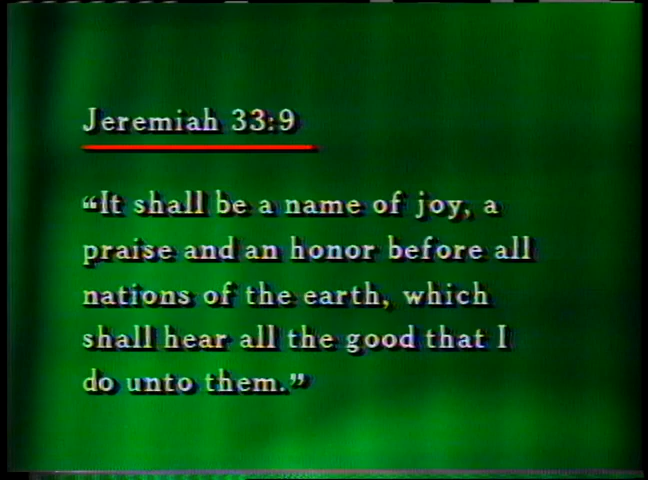 Jeremiah 33:9
“It shall be a name of joy, a
praise and an honor before all
nations of the earth, which
shall hear all the good that I
do unto them.”